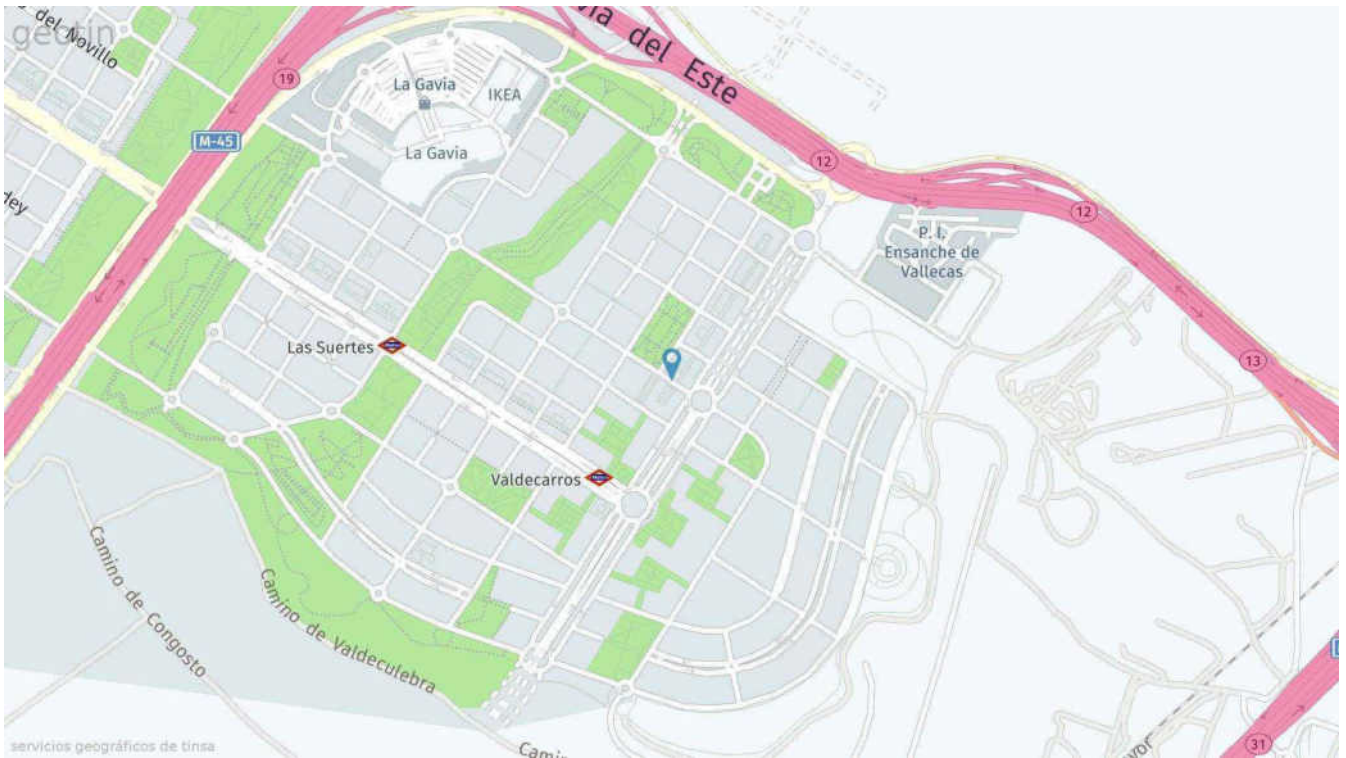 geotin
del Novillo
19
M-45
La Gavia
IKEA
La Gavia
del Este
12
12
P. I.
Ensanche de
Vallecas
Las Suertes
13
Valdecarros
Camino de Congosto
Camino de Valdeculebra
31
servicios geográficos de tinsa